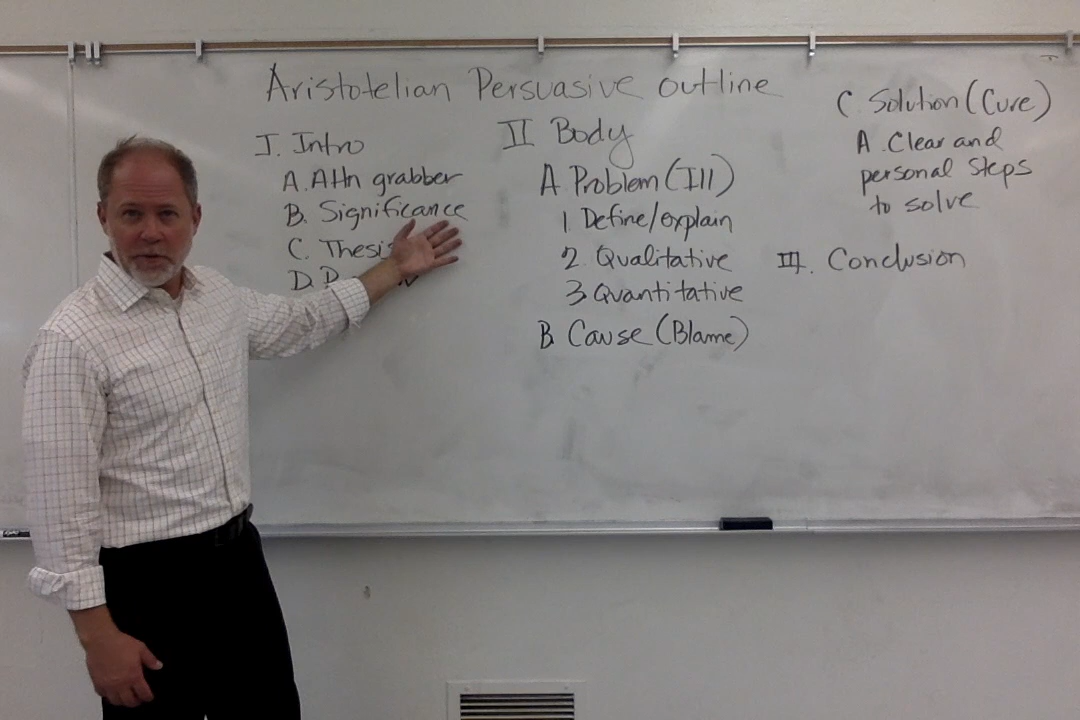 Aristotelian Persuasive outline
I. Intro
A. Attn grabber
B. Significance
C. Thesis
D.
II Body
A Problem (Ill)
1. Define/explain
2. Qualitative
3 Quantitative
B. Cause (Blame)
C. Solution (Cure)
A. Clear and
personal steps
to solve
III. Conclusion